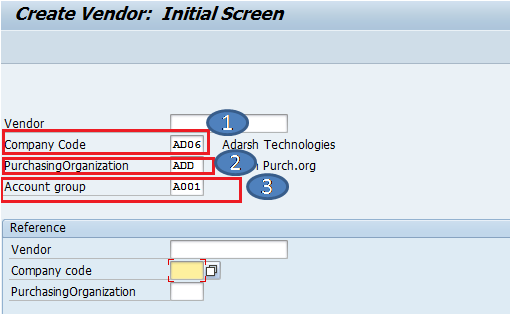 Create Vendor: Initial Screen
Vendor 1
Company Code AD06 Adarsh Technologies
PurchasingOrganization ADD 2 Purch.org
Account group A001 3
Reference
Vendor
Company code
PurchasingOrganization